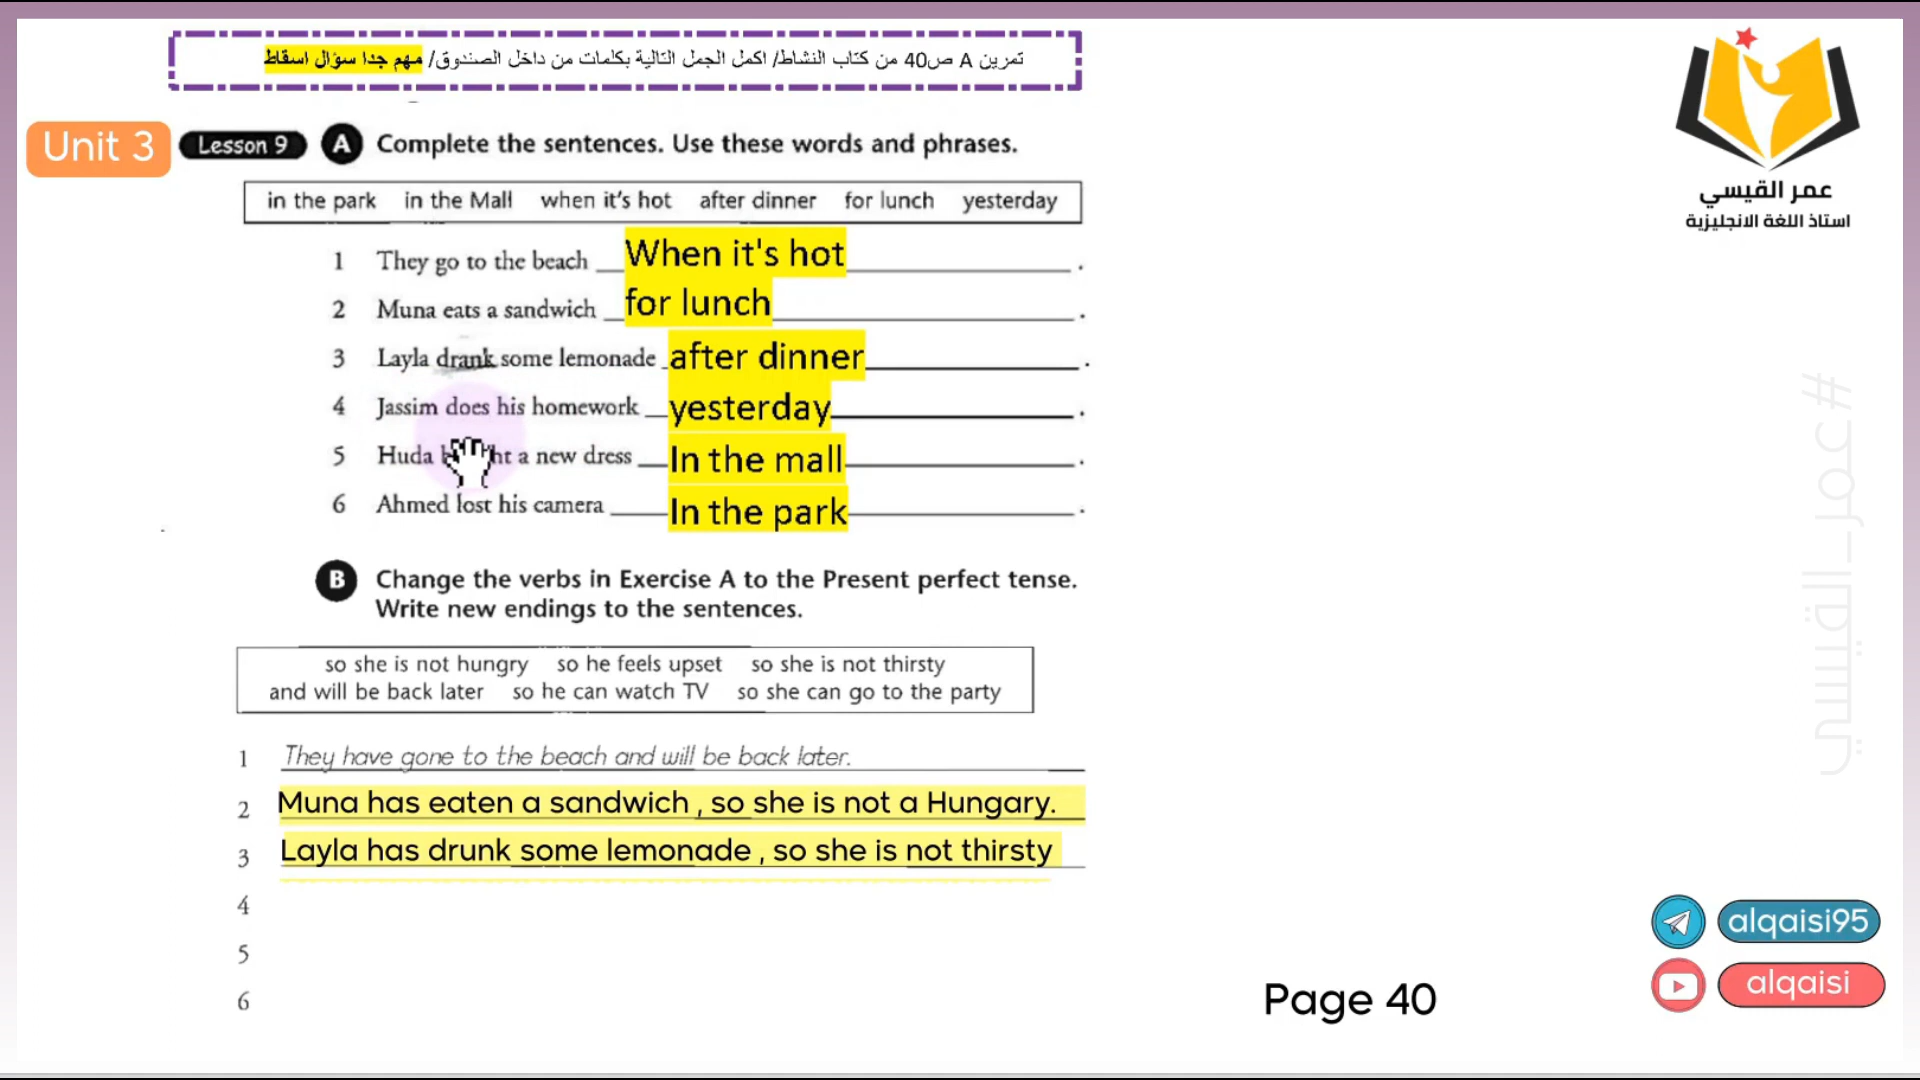 تمرين A ص40 من كتاب النشاط/ اكمل الجمل التالية بكلمات من داخل الصندوق/ مهم جدا سؤال اسقاط
Unit 3 Lesson 9 A Complete the sentences. Use these words and phrases.
in the park in the Mall when it's hot after dinner for lunch yesterday
1 They go to the beach When it's hot .
2 Muna eats a sandwich for lunch .
3 Layla drank some lemonade after dinner .
4 Jassim does his homework yesterday .
5 Huda a new dress In the mall .
6 Ahmed lost his camera In the park .
B Change the verbs in Exercise A to the Present perfect tense.
Write new endings to the sentences.
so she is not hungry so he feels upset so she is not thirsty
and will be back later so he can watch TV so she can go to the party
1 They have gone to the beach and will be back later.
2 Muna has eaten a sandwich , so she is not a Hungary.
3 Layla has drunk some lemonade , so she is not thirsty
4
5
6
Page 40
عمر القيسي
استاذ اللغة الانجليزية
#عمر_القيسي
alqaisi95
alqaisi